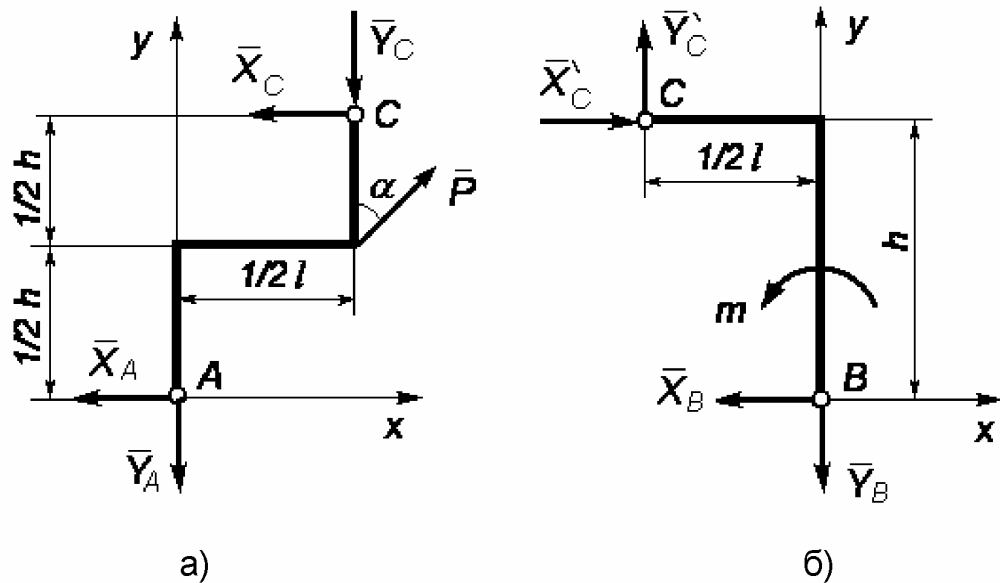 y
Y̅C
X̅C
C
1/2 h
α
P̅
1/2 l
1/2 h
X̅A
A
x
Y̅A
а)
y
Y̅`C
X̅`C
C
1/2 l
h
m
X̅B
B
x
Y̅B
б)